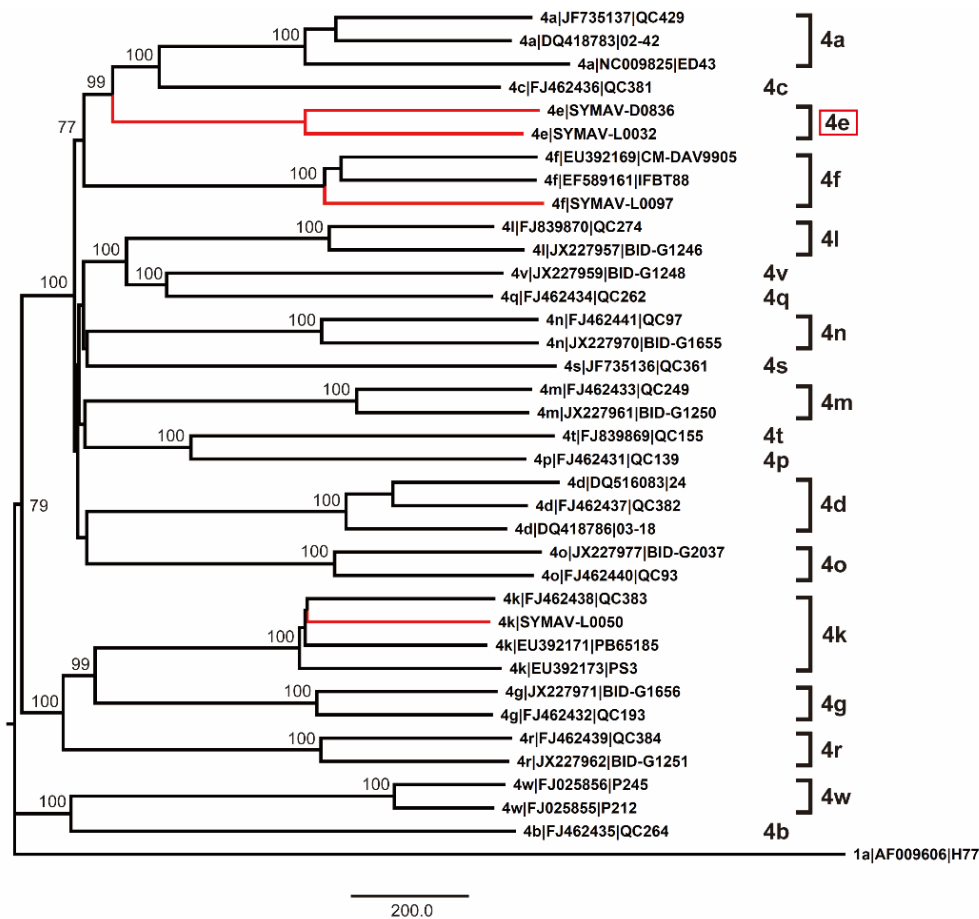 4a|JF735137|QC429
100
4a|DQ418783|02-42
4a
100
4a|NC009825|ED43
99
4c|FJ462436|QC381
4c
4e|SYMAV-D0836
77
4e|SYMAV-L0032
4e
4f|EU392169|CM-DAV9905
100
4f|EF589161|IFBT88
4f
4f|SYMAV-L0097
4l|FJ839870|QC274
100
4l|JX227957|BID-G1246
4l
100
4v|JX227959|BID-G1248
4v
100
100
4q|FJ462434|QC262
4q
4n|FJ462441|QC97
100
4n|JX227970|BID-G1655
4n
4s|JF735136|QC361
4s
4m|FJ462433|QC249
100
4m|JX227961|BID-G1250
4m
4t|FJ839869|QC155
4t
100
4p|FJ462431|QC139
4p
4d|DQ516083|24
100
4d|FJ462437|QC382
4d
79
4d|DQ418786|03-18
4o|JX227977|BID-G2037
100
4o|FJ462440|QC93
4o
4k|FJ462438|QC383
4k|SYMAV-L0050
100
4k|EU392171|PB65185
4k
4k|EU392173|PS3
99
4g|JX227971|BID-G1656
100
4g|FJ462432|QC193
4g
100
4r|FJ462439|QC384
100
4r|JX227962|BID-G1251
4r
4w|FJ025856|P245
100
4w|FJ025855|P212
4w
100
4b|FJ462435|QC264
4b
1a|AF009606|H77
200.0